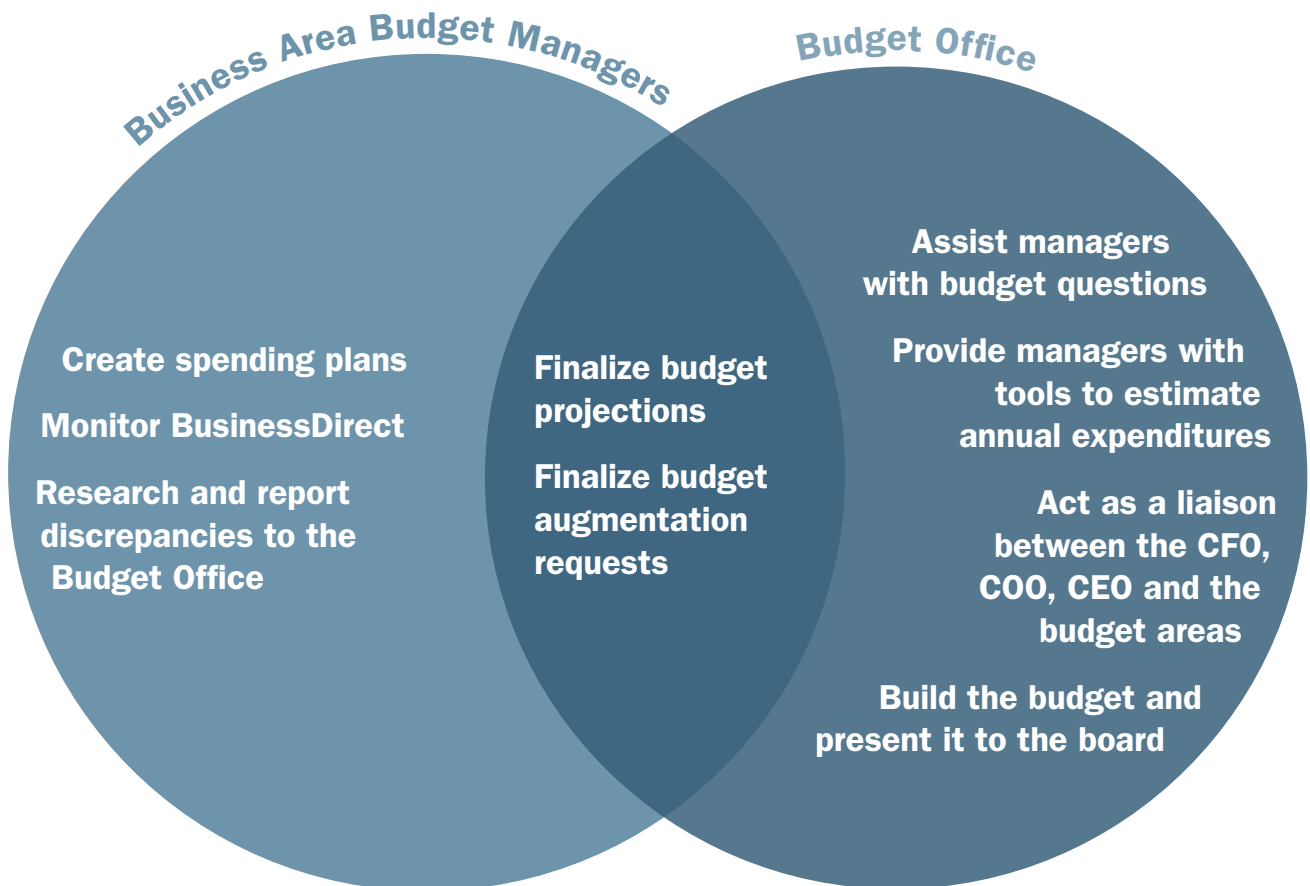 Business Area Budget Managers
Budget Office
Create spending plans
Monitor BusinessDirect
Research and report
discrepancies to the
Budget Office
Finalize budget
projections
Finalize budget
augmentation
requests
Assist managers
with budget questions
Provide managers with
tools to estimate
annual expenditures
Act as a liaison
between the CFO,
COO, CEO and the
budget areas
Build the budget and
present it to the board